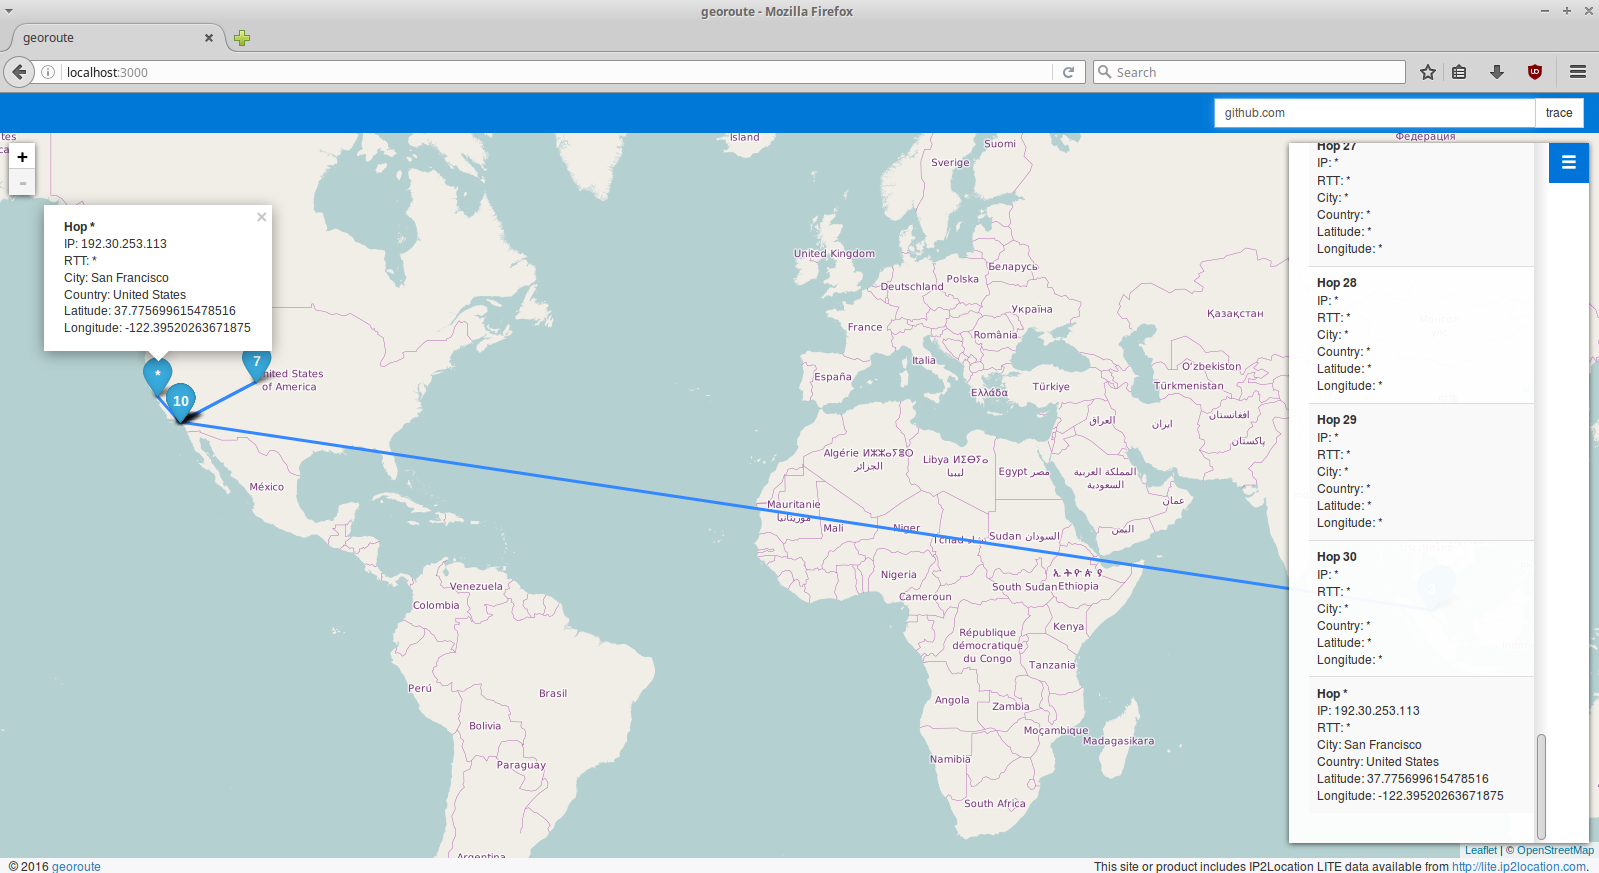 georoute - Mozilla Firefox
georoute
localhost:3000
Search
github.com
trace
+
-
Hop *
IP: 192.30.253.113
RTT: *
City: San Francisco
Country: United States
Latitude: 37.775699615478516
Longitude: -122.39520263671875
×
7
*
10
United States
of America
México
Island
Sverige
Suomi
Федерация
United Kingdom
Polska
Беларусь
Deutschland
Україна
France
România
Казахстан
Italia
España
Türkiye
Ελλάδα
Oʻzbekiston
Türkmenistan
افغانستان
العراق
ایران
پاکستان
Algérie ⵍⵣⵣⴰⵢⴻⵔ
الجزائر
Libya ⵍⵉⴱⵢⴰ
ليبيا
Egypt مصر
المملكة العربية
السعودية
عمان
اليمن
Mauritanie
موريتانيا
Mali
Niger
Tchad تشاد
Sudan السودان
Nigeria
South Sudan
ኢትዮጵያ
Ethiopia
Cameroun
Venezuela
Colombia
Kenya
République
démocratique
du Congo
Tanzania
Perú
Brasil
Angola
Zambia
Bolivia
Moçambique
Madagasikara
Namibia
Paraguay
South Africa
Argentina
Hop 27
IP: *
RTT: *
City: *
Country: *
Latitude: *
Longitude: *
Hop 28
IP: *
RTT: *
City: *
Country: *
Latitude: *
Longitude: *
Hop 29
IP: *
RTT: *
City: *
Country: *
Latitude: *
Longitude: *
Hop 30
IP: *
RTT: *
City: *
Country: *
Latitude: *
Longitude: *
Hop *
IP: 192.30.253.113
RTT: *
City: San Francisco
Country: United States
Latitude: 37.775699615478516
Longitude: -122.39520263671875
Leaflet | © OpenStreetMap
© 2016 georoute
This site or product includes IP2Location LITE data available from http://lite.ip2location.com.